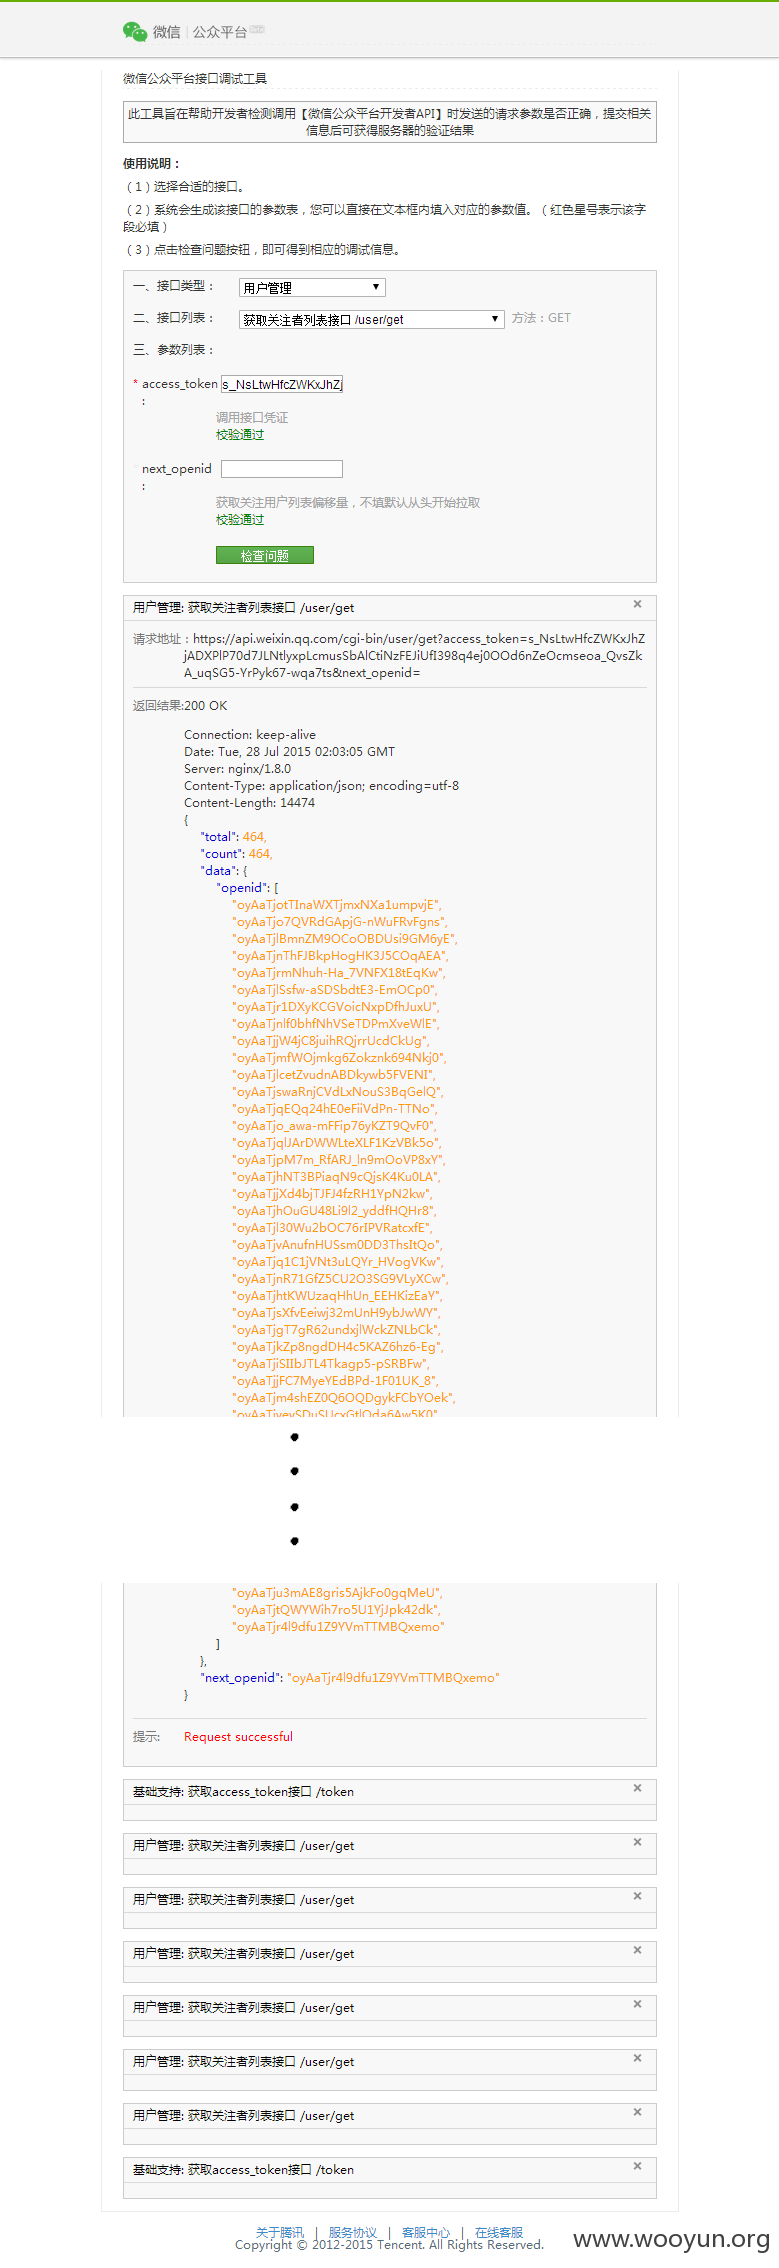 微信 | 公众平台
微信公众平台接口调试工具
此工具旨在帮助开发者检测调用【微信公众平台开发者API】时发送的请求参数是否正确，提交相关
信息后可获得服务器的验证结果
使用说明：
（1）选择合适的接口。
（2）系统会生成该接口的参数表，您可以直接在文本框内填入对应的参数值。（红色星号表示该字
段必填）
（3）点击检查问题按钮，即可得到相应的调试信息。
一、接口类型： 用户管理
二、接口列表： 获取关注者列表接口 /user/get 方法：GET
三、参数列表：
* access_token s_NsLtwHfcZWKxJhZj
:
调用接口凭证
校验通过
next_openid
:
获取关注用户列表偏移量，不填默认从头开始拉取
校验通过
检查问题
用户管理: 获取关注者列表接口 /user/get ×
请求地址：https://api.weixin.qq.com/cgi-bin/user/get?access_token=s_NsLtwHfcZWKxJhZ
jADXPlP70d7JLNtlyxpLcmusSbAlCtiNzFEJiUfI398q4ej0OOd6nZeOcmseoa_QvsZk
A_uqSG5-YrPyk67-wqa7ts&next_openid=
返回结果:200 OK
Connection: keep-alive
Date: Tue, 28 Jul 2015 02:03:05 GMT
Server: nginx/1.8.0
Content-Type: application/json; encoding=utf-8
Content-Length: 14474
{
"total": 464,
"count": 464,
"data": {
"openid": [
"oyAaTjotTInaWXTjmxNXa1umpvjE",
"oyAaTjo7QVRdGApjG-nWuFRvFgns",
"oyAaTjlBmnZM9OCoOBDUsi9GM6yE",
"oyAaTjnThFJBkpHogHK3J5COqAEA",
"oyAaTjrmNhuh-Ha_7VNFX18tEqKw",
"oyAaTjlSsfw-aSDSbdtE3-EmOCp0",
"oyAaTjr1DXyKCGVoicNxpDfhJuxU",
"oyAaTjnlf0bhfNhVSeTDPmXveWlE",
"oyAaTjjW4jC8juihRQjrrUcdCkUg",
"oyAaTjmfWOjmkg6Zokznk694Nkj0",
"oyAaTjlcetZvudnABDkywb5FVENI",
"oyAaTjswaRnjCVdLxNouS3BqGelQ",
"oyAaTjqEQq24hE0eFiiVdPn-TTNo",
"oyAaTjo_awa-mFFip76yKZT9QvF0",
"oyAaTjqlJArDWWLteXLF1KzVBk5o",
"oyAaTjpM7m_RfARJ_ln9mOoVP8xY",
"oyAaTjhNT3BPiaqN9cQjsK4Ku0LA",
"oyAaTjjXd4bjTJFJ4fzRH1YpN2kw",
"oyAaTjhOuGU48Li9l2_yddfHQHr8",
"oyAaTjl30Wu2bOC76rIPVRatcxfE",
"oyAaTjvAnufnHUSsm0DD3ThsItQo",
"oyAaTjq1C1jVNt3uLQYr_HVogVKw",
"oyAaTjnR71GfZ5CU2O3SG9VLyXCw",
"oyAaTjhtKWUzaqHhUn_EEHKizEaY",
"oyAaTjsXfvEeiwj32mUnH9ybJwWY",
"oyAaTjgT7gR62undxjlWckZNLbCk",
"oyAaTjkZp8ngdDH4c5KAZ6hz6-Eg",
"oyAaTjiSIIbJTL4Tkagp5-pSRBFw",
"oyAaTjjFC7MyeYEdBPd-1F01UK_8",
"oyAaTjm4shEZ0Q6OQDgykFCbYOek",
"oyAaTju3mAE8gris5AjkFo0gqMeU",
"oyAaTjtQWYWih7ro5U1YjJpk42dk",
"oyAaTjr4l9dfu1Z9YVmTTMBQxemo"
]
},
"next_openid": "oyAaTjr4l9dfu1Z9YVmTTMBQxemo"
}
提示: Request successful
基础支持: 获取access_token接口 /token ×
用户管理: 获取关注者列表接口 /user/get ×
用户管理: 获取关注者列表接口 /user/get ×
用户管理: 获取关注者列表接口 /user/get ×
用户管理: 获取关注者列表接口 /user/get ×
用户管理: 获取关注者列表接口 /user/get ×
用户管理: 获取关注者列表接口 /user/get ×
基础支持: 获取access_token接口 /token ×
关于腾讯 | 服务协议 | 客服中心 | 在线客服
Copyright © 2012-2015 Tencent. All Rights Reserved.
www.wooyun.org